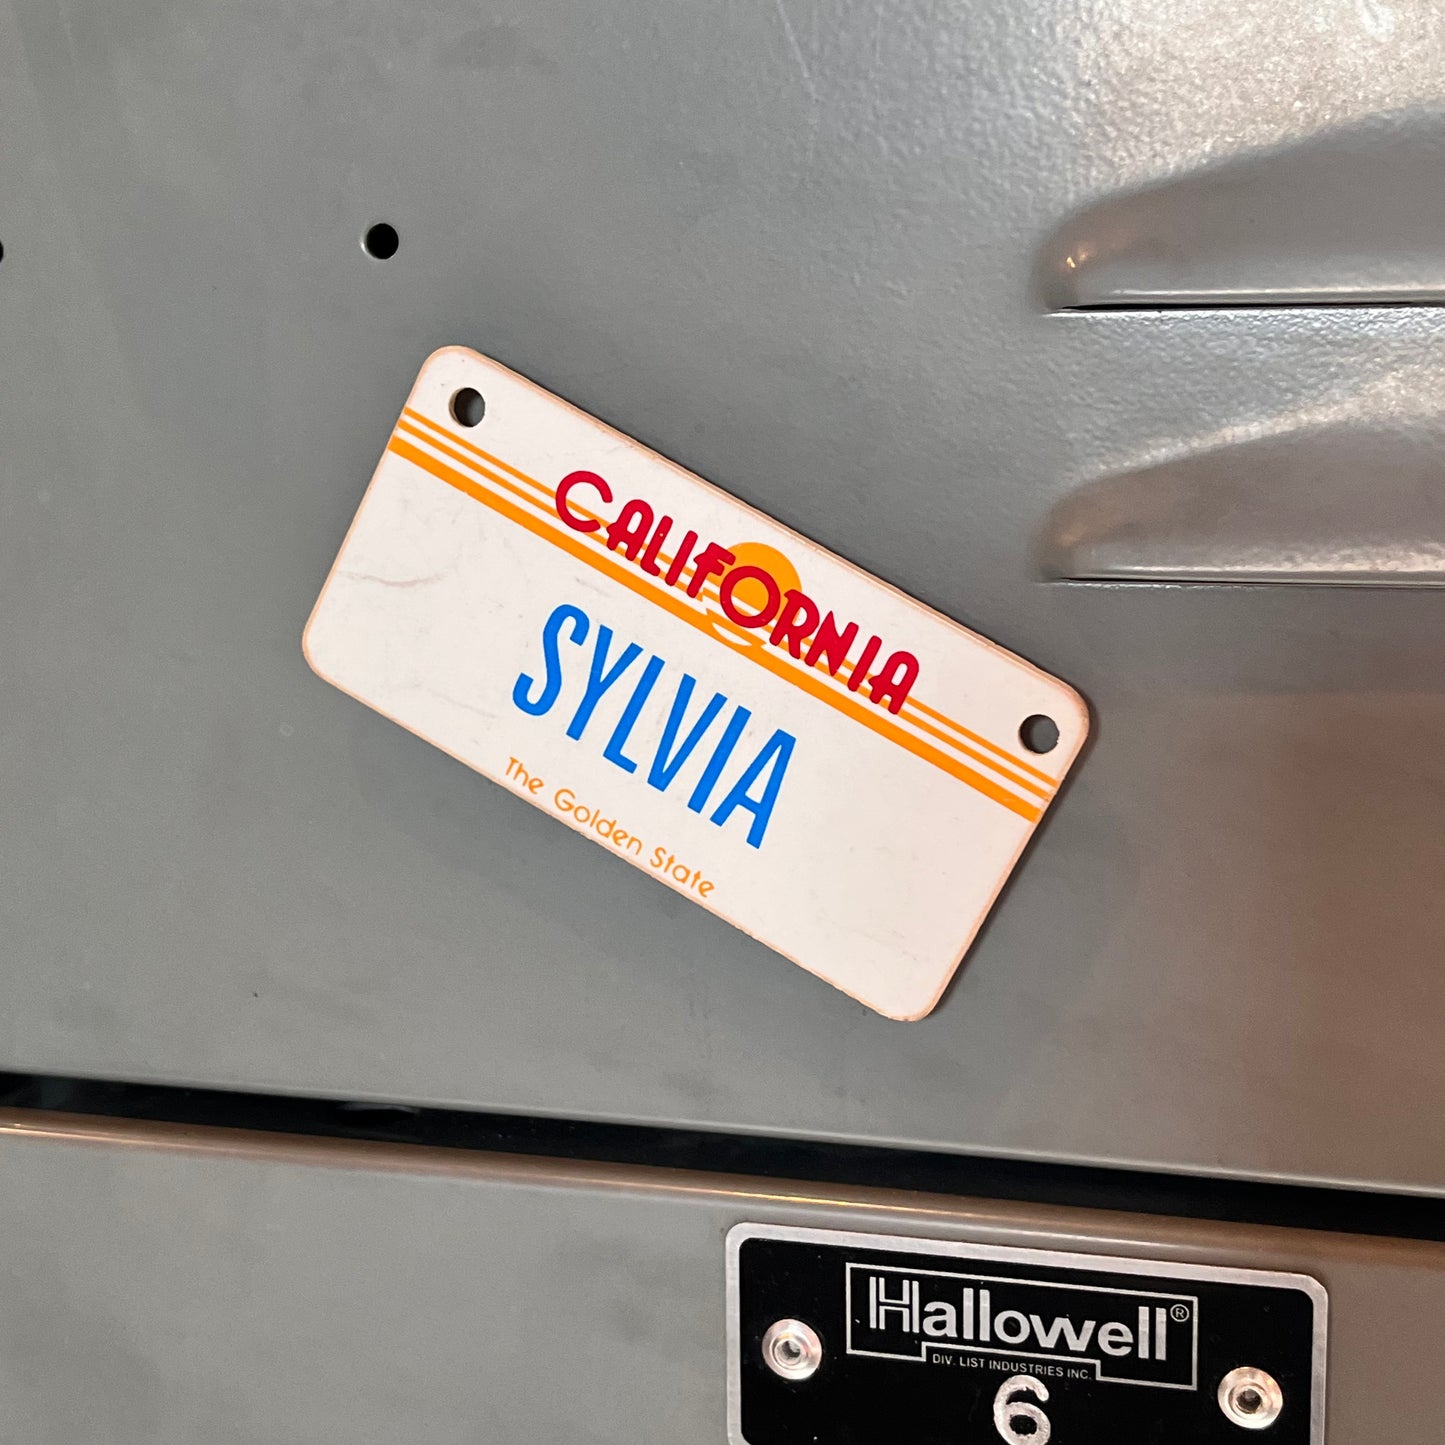 CALIFORNIA
SYLVIA
The Golden State
Hallowell®
DIV. LIST INDUSTRIES INC.
6